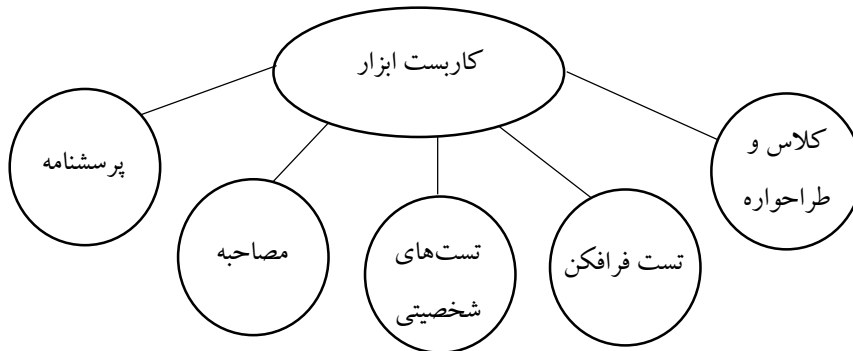 کاربست ابزار
کلاس و
طراحواره
تست فرافکن
تست‌های
شخصیتی
مصاحبه
پرسشنامه